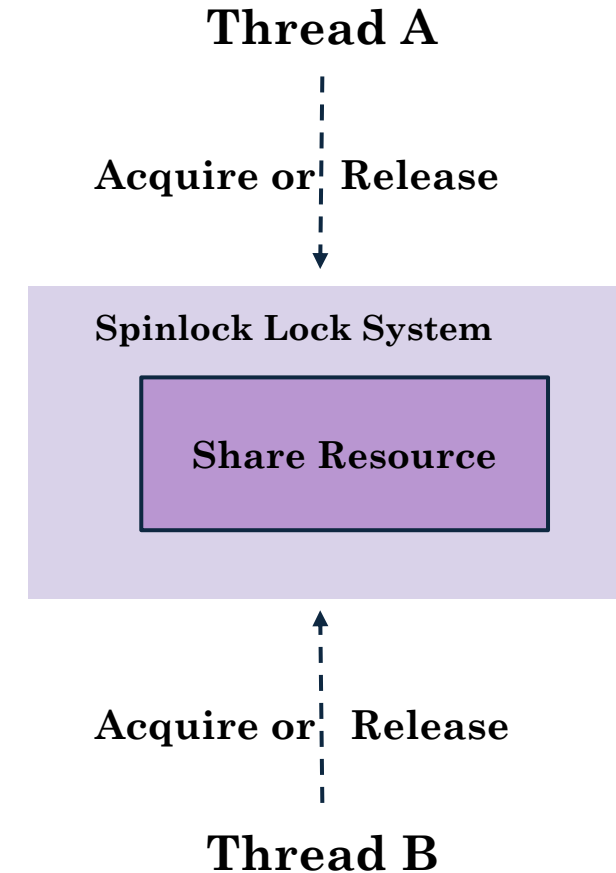 Thread A
Acquire or Release
Spinlock Lock System
Share Resource
Acquire or Release
Thread B